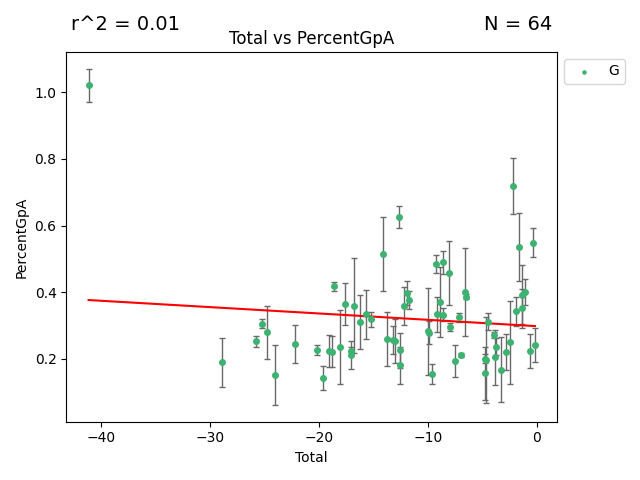 r^2 = 0.01
N = 64
Total vs PercentGpA
G
PercentGpA
1.0
0.8
0.6
0.4
0.2
−40
−30
−20
−10
0
Total